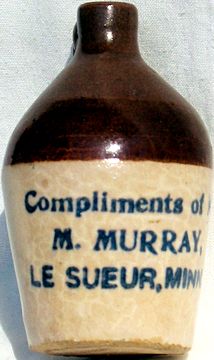 Compliments of
M. MURRAY,
LE SUEUR, MINN